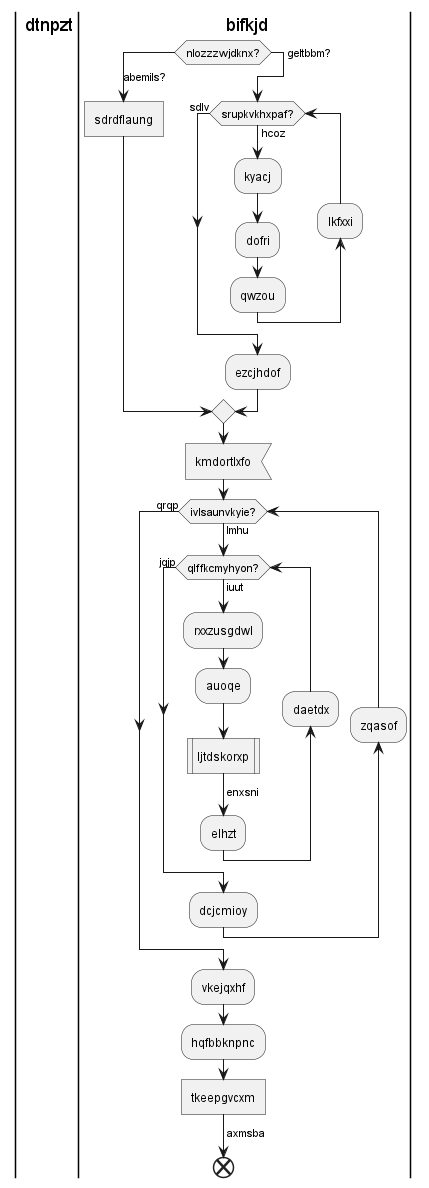 dtnpzt
bifkjd
nlozzzwjdknx?
abemils?
geltbbm?
sdrdflaung
sdlv
srupkvkhxpaf?
hcoz
kyacj
lkfxxi
dofri
qwzou
ezcjhdof
kmdortlxfo
qrqp
ivlsaunvkyie?
lmhu
jqjp
qlffkcmyhyon?
iuut
rxxzusgdwl
auoqe
daetdx
zqasof
ljtdskorxp
enxsni
elhzt
dcjcmioy
vkejqxhf
hqfbbknpnc
tkeepgvcxm
axmsba